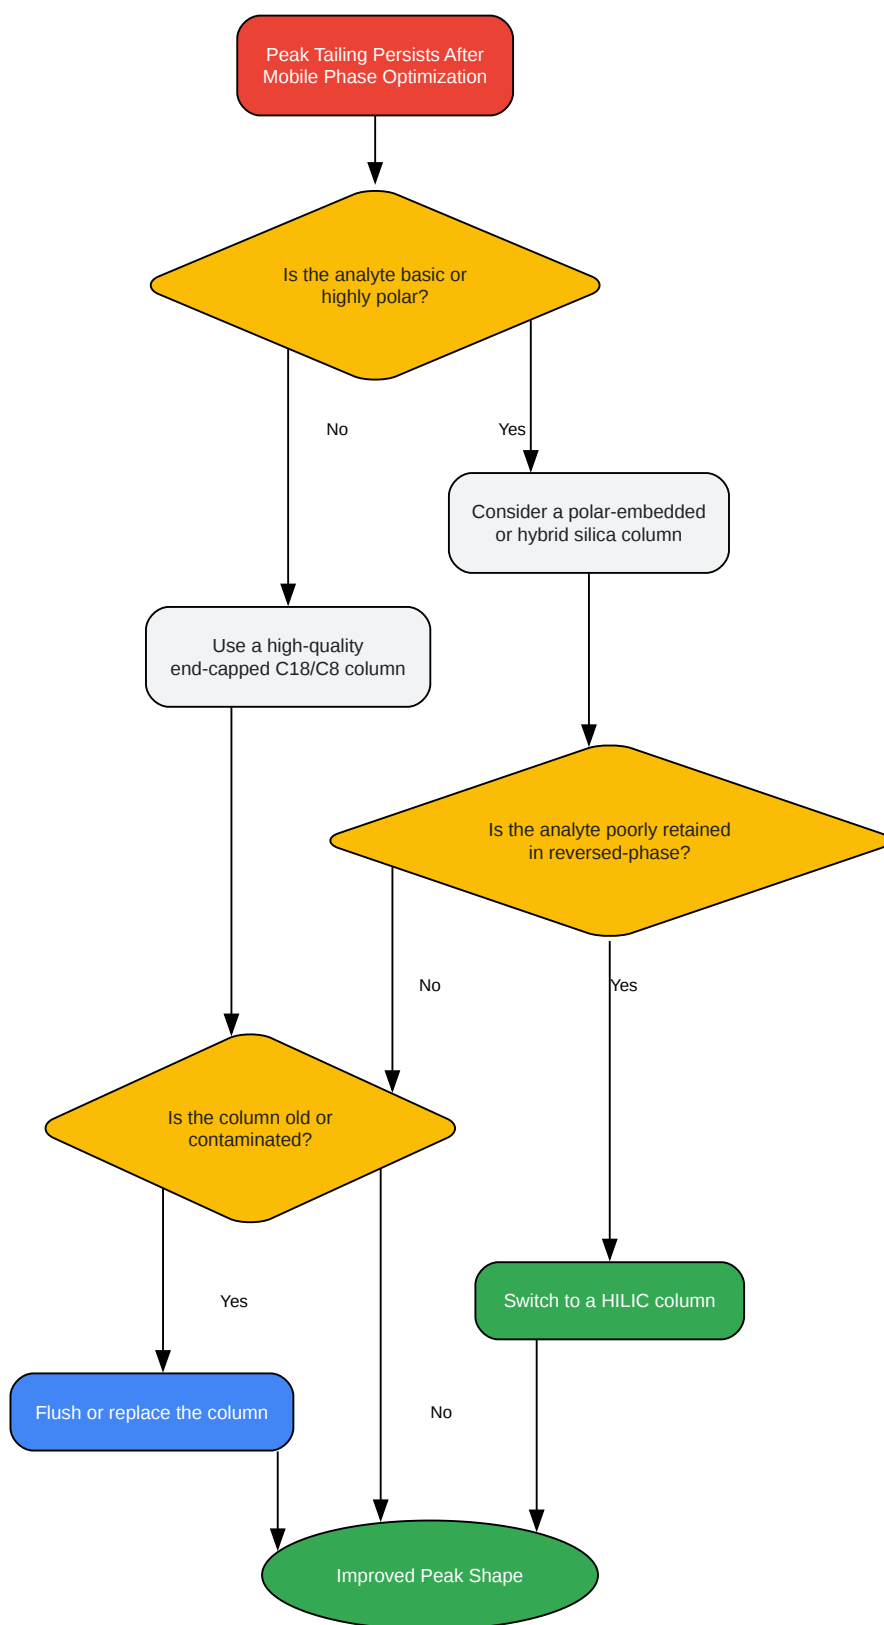 Peak Tailing Persists After
Mobile Phase Optimization
Is the analyte basic or
highly polar?
No
Yes
Consider a polar-embedded
or hybrid silica column
Use a high-quality
end-capped C18/C8 column
Is the analyte poorly retained
in reversed-phase?
No
Yes
Is the column old or
contaminated?
Yes
Switch to a HILIC column
Flush or replace the column
No
Improved Peak Shape